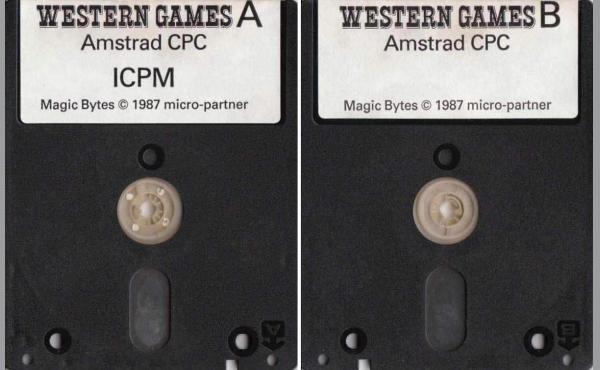 WESTERN GAMES A
Amstrad CPC
ICPM
Magic Bytes © 1987 micro-partner
A
WESTERN GAMES B
Amstrad CPC
Magic Bytes © 1987 micro-partner
B